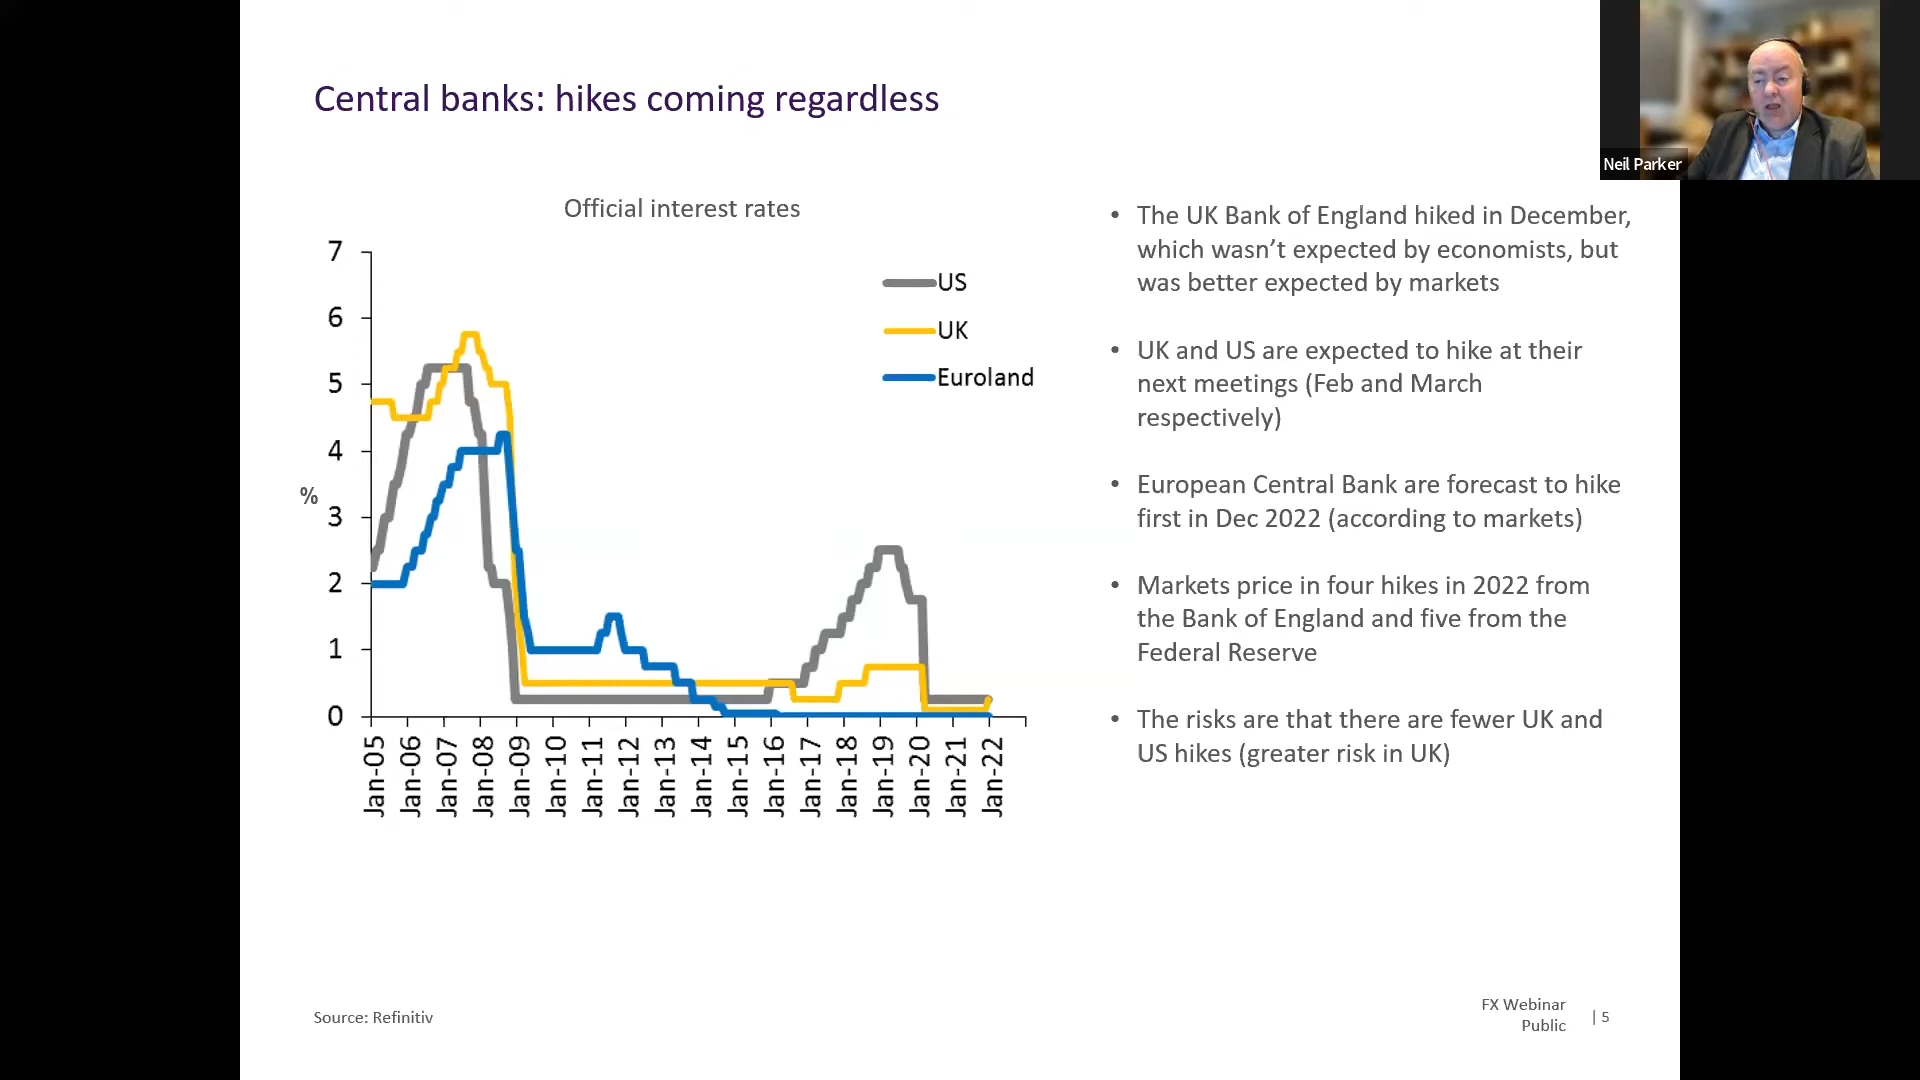 Central banks: hikes coming regardless
Neil Parker
Official interest rates
7
6
5
4
3
2
1
0
%
US
UK
Euroland
Jan-05
Jan-06
Jan-07
Jan-08
Jan-09
Jan-10
Jan-11
Jan-12
Jan-13
Jan-14
Jan-15
Jan-16
Jan-17
Jan-18
Jan-19
Jan-20
Jan-21
Jan-22
• The UK Bank of England hiked in December,
which wasn’t expected by economists, but
was better expected by markets
• UK and US are expected to hike at their
next meetings (Feb and March
respectively)
• European Central Bank are forecast to hike
first in Dec 2022 (according to markets)
• Markets price in four hikes in 2022 from
the Bank of England and five from the
Federal Reserve
• The risks are that there are fewer UK and
US hikes (greater risk in UK)
Source: Refinitiv
FX Webinar
Public
| 5